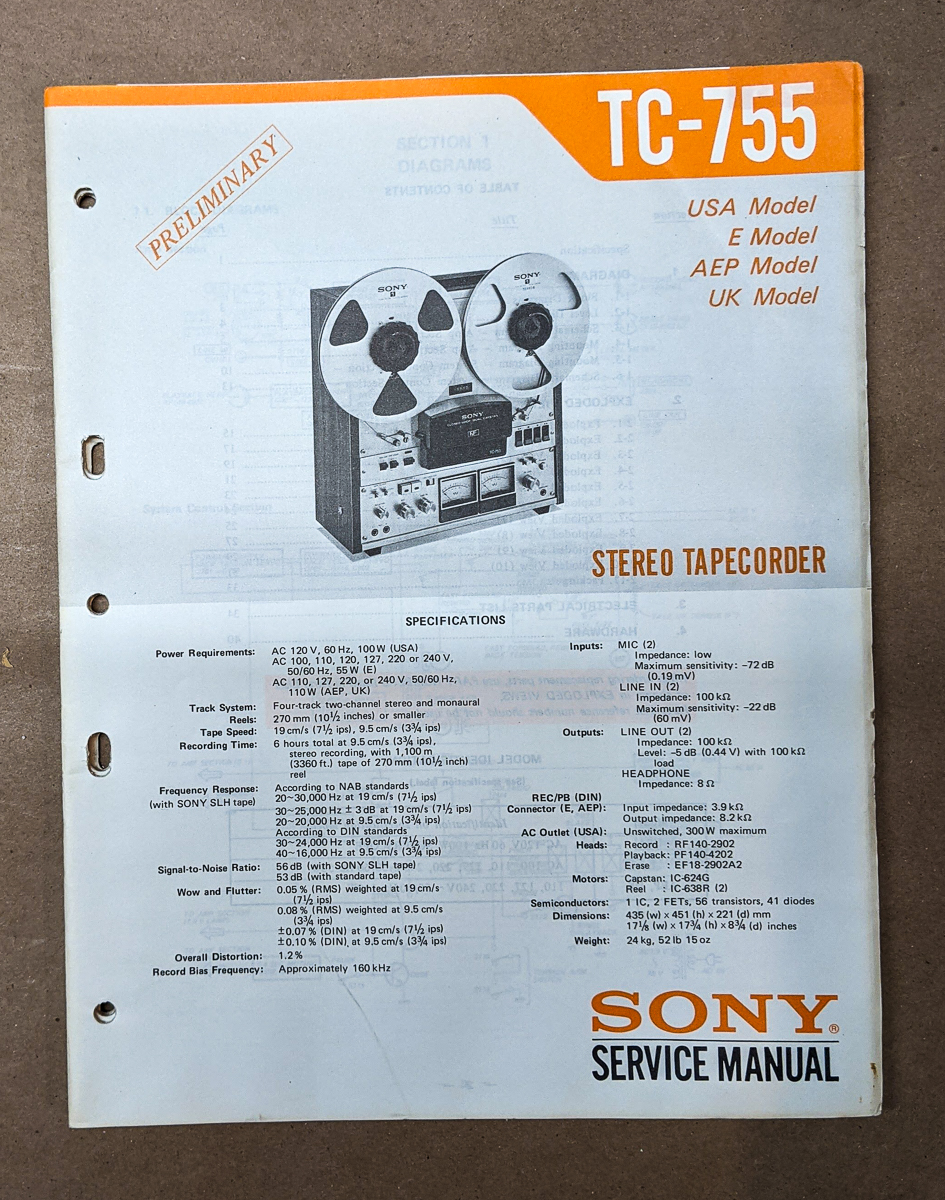 TC-755
PRELIMINARY
USA Model
E Model
AEP Model
UK Model
SONY
SONY
SONY
STEREO TAPECORDER
SPECIFICATIONS
Power Requirements: AC 120 V, 60 Hz, 100 W (USA)
AC 100, 110, 120, 127, 220 or 240 V,
50/60 Hz, 55 W (E)
AC 110, 127, 220, or 240 V, 50/60 Hz,
110 W (AEP, UK)
Track System: Four-track two-channel stereo and monaural
Reels: 270 mm (10½ inches) or smaller
Tape Speed: 19 cm/s (7½ ips), 9.5 cm/s (3¾ ips)
Recording Time: 6 hours total at 9.5 cm/s (3¾ ips),
stereo recording, with 1,100 m
(3360 ft.) tape of 270 mm (10½ inch)
reel
Frequency Response: According to NAB standards
(with SONY SLH tape) 20~30,000 Hz at 19 cm/s (7½ ips)
30~25,000 Hz ± 3 dB at 19 cm/s (7½ ips)
20~20,000 Hz at 9.5 cm/s (3¾ ips)
According to DIN standards
30~24,000 Hz at 19 cm/s (7½ ips)
40~16,000 Hz at 9.5 cm/s (3¾ ips)
Signal-to-Noise Ratio: 56 dB (with SONY SLH tape)
53 dB (with standard tape)
Wow and Flutter: 0.05 % (RMS) weighted at 19 cm/s
(7½ ips)
0.08 % (RMS) weighted at 9.5 cm/s
(3¾ ips)
±0.07 % (DIN) at 19 cm/s (7½ ips)
±0.10 % (DIN) at 9.5 cm/s (3¾ ips)
Overall Distortion: 1.2 %
Record Bias Frequency: Approximately 160 kHz
Inputs: MIC (2)
Impedance: low
Maximum sensitivity: −72 dB
(0.19 mV)
LINE IN (2)
Impedance: 100 kΩ
Maximum sensitivity: −22 dB
(60 mV)
Outputs: LINE OUT (2)
Impedance: 100 kΩ
Level: −5 dB (0.44 V) with 100 kΩ
load
HEADPHONE
Impedance: 8 Ω
REC/PB (DIN)
Connector (E, AEP): Input impedance: 3.9 kΩ
Output impedance: 8.2 kΩ
AC Outlet (USA): Unswitched, 300 W maximum
Heads: Record : RF140-2902
Playback: PF140-4202
Erase : EF18-2902A2
Motors: Capstan: IC-624G
Reel : IC-638R (2)
Semiconductors: 1 IC, 2 FETs, 56 transistors, 41 diodes
Dimensions: 435 (w) x 451 (h) x 221 (d) mm
17⅛ (w) x 17¾ (h) x 8¾ (d) inches
Weight: 24 kg, 52 lb 15 oz
SONY®
SERVICE MANUAL